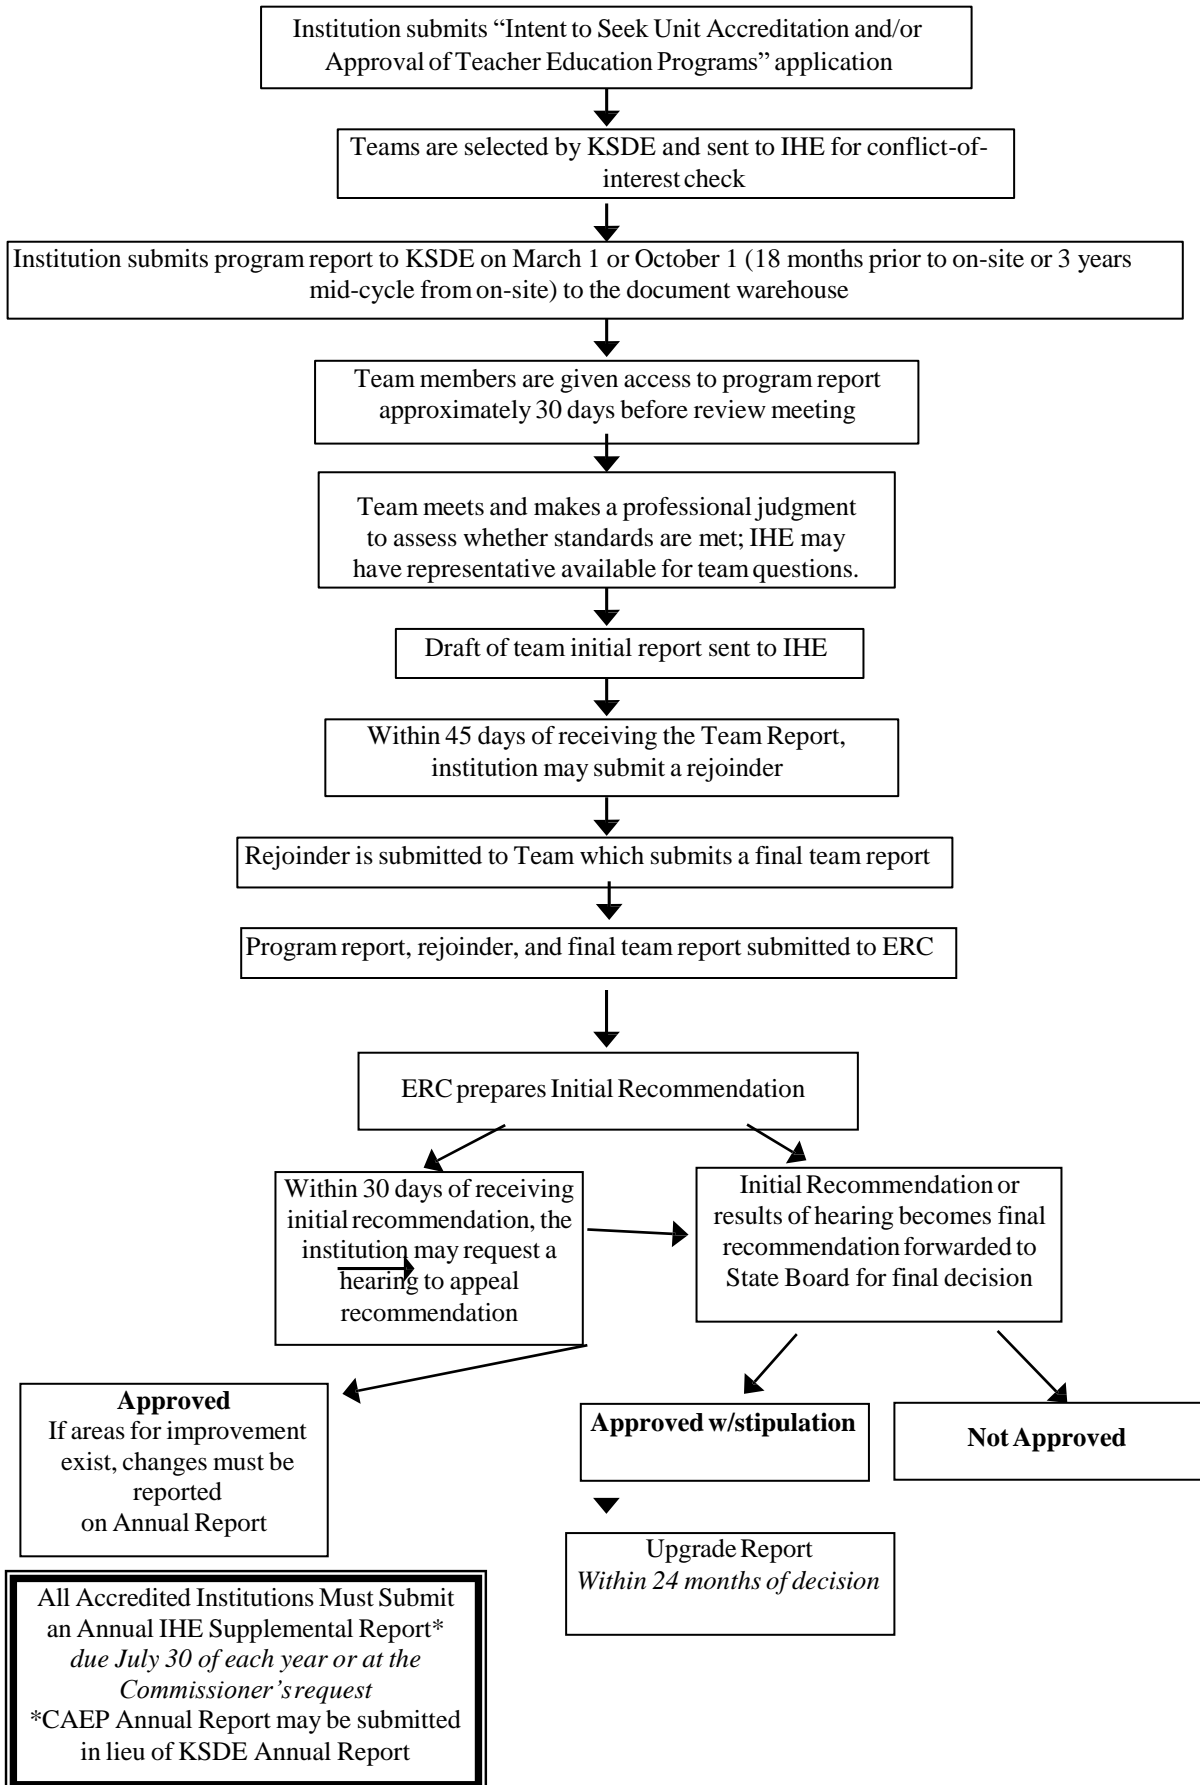 Institution submits “Intent to Seek Unit Accreditation and/or
Approval of Teacher Education Programs” application
Teams are selected by KSDE and sent to IHE for conflict-of-
interest check
Institution submits program report to KSDE on March 1 or October 1 (18 months prior to on-site or 3 years
mid-cycle from on-site) to the document warehouse
Team members are given access to program report
approximately 30 days before review meeting
Team meets and makes a professional judgment
to assess whether standards are met; IHE may
have representative available for team questions.
Draft of team initial report sent to IHE
Within 45 days of receiving the Team Report,
institution may submit a rejoinder
Rejoinder is submitted to Team which submits a final team report
Program report, rejoinder, and final team report submitted to ERC
ERC prepares Initial Recommendation
Within 30 days of receiving
initial recommendation, the
institution may request a
hearing to appeal
recommendation
Initial Recommendation or
results of hearing becomes final
recommendation forwarded to
State Board for final decision
Approved
If areas for improvement
exist, changes must be
reported
on Annual Report
Approved w/stipulation
Not Approved
Upgrade Report
Within 24 months of decision
All Accredited Institutions Must Submit
an Annual IHE Supplemental Report*
due July 30 of each year or at the
Commissioner’s request
*CAEP Annual Report may be submitted
in lieu of KSDE Annual Report